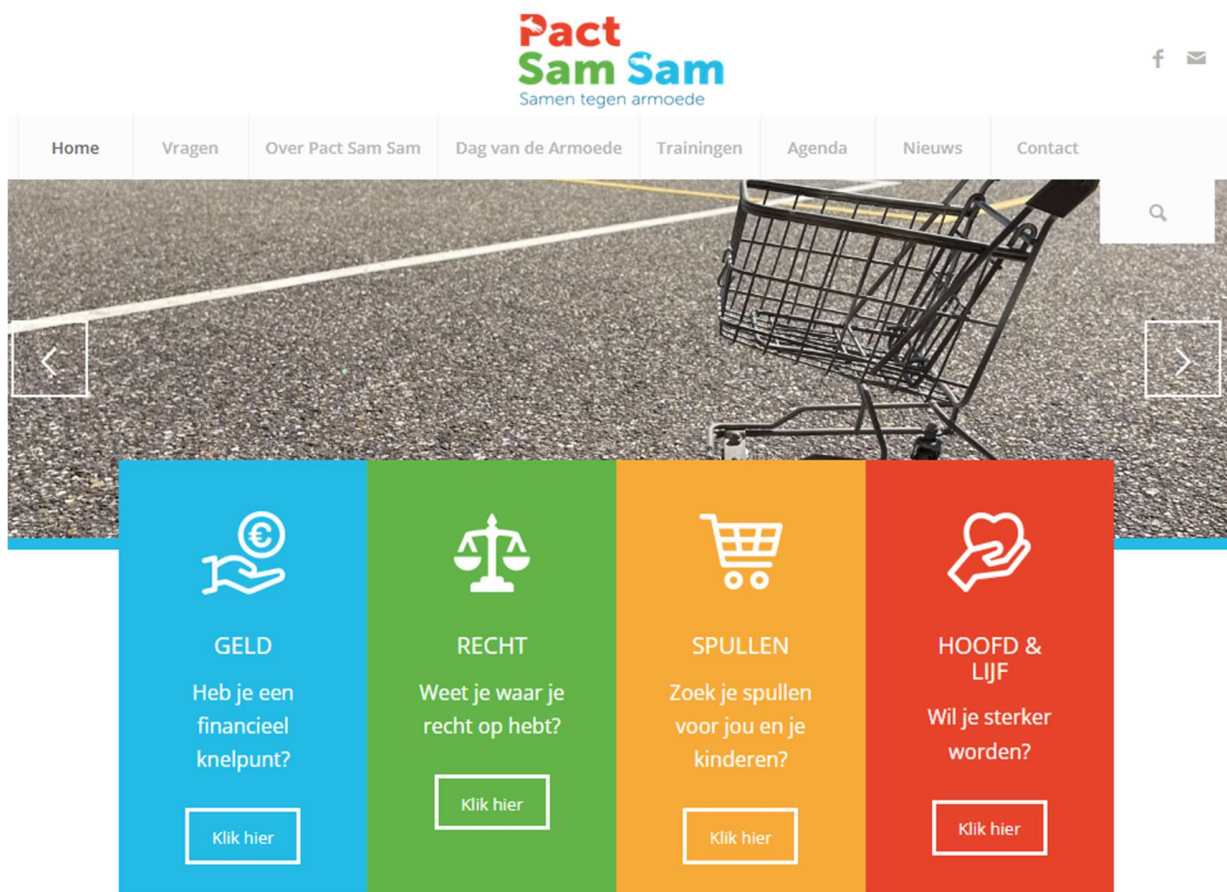 Pact
Sam Sam
Samen tegen armoede
Home
Vragen
Over Pact Sam Sam
Dag van de Armoede
Trainingen
Agenda
Nieuws
Contact
GELD
Heb je een
financieel
knelpunt?
Klik hier
RECHT
Weet je waar je
recht op hebt?
Klik hier
SPULLEN
Zoek je spullen
voor jou en je
kinderen?
Klik hier
HOOFD &
LIJF
Wil je sterker
worden?
Klik hier